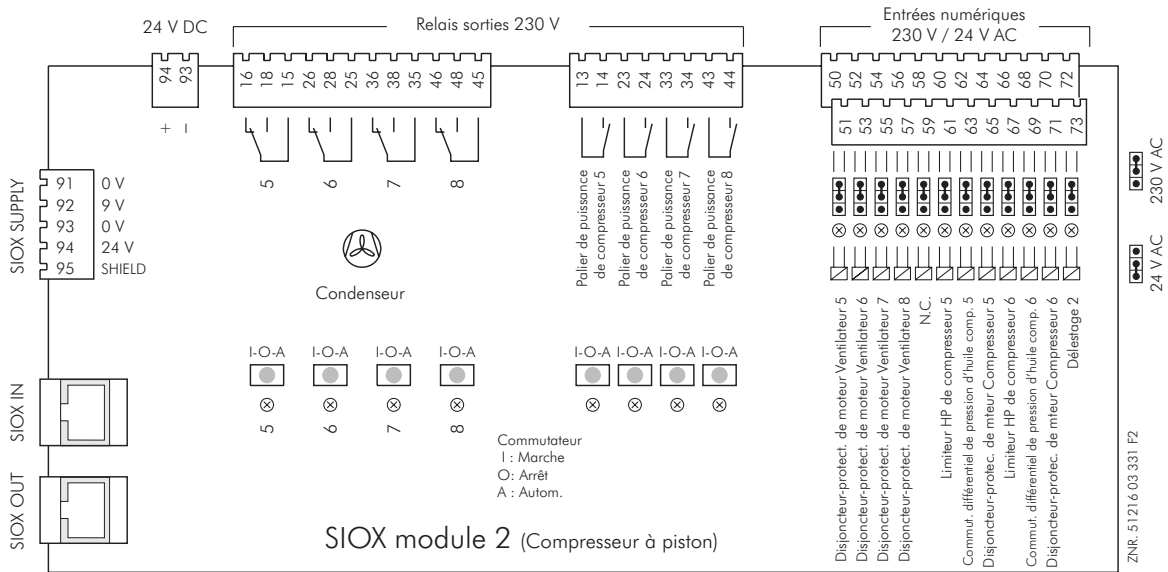 24 V DC
Relais sorties 230 V
Entrées numériques
230 V / 24 V AC
94 93
+ –
16 18 15 26 28 25 36 38 35 46 48 45
13 14 23 24 33 34 43 44
50 52 54 56 58 60 62 64 66 68 70 72
51 53 55 57 59 61 63 65 67 69 71 73
5 6 7 8
Palier de puissance
de compresseur 5
Palier de puissance
de compresseur 6
Palier de puissance
de compresseur 7
Palier de puissance
de compresseur 8
230 V AC
24 V AC
SIOX SUPPLY
91 0 V
92 9 V
93 0 V
94 24 V
95 SHIELD
Condenseur
I-O-A I-O-A I-O-A I-O-A
I-O-A I-O-A I-O-A I-O-A
5 6 7 8
Disjoncteur-protect. de moteur Ventilateur 5
Disjoncteur-protect. de moteur Ventilateur 6
Disjoncteur-protect. de moteur Ventilateur 7
Disjoncteur-protect. de moteur Ventilateur 8
N.C.
Limiteur HP de compresseur 5
Commut. différentiel de pression d'huile comp. 5
Disjoncteur-protec. de mteur Compresseur 5
Limiteur HP de compresseur 6
Commut. différentiel de pression d'huile comp. 6
Disjoncteur-protec. de mteur Compresseur 6
Délestage 2
SIOX IN
SIOX OUT
Commutateur
I : Marche
O: Arrêt
A : Autom.
SIOX module 2 (Compresseur à piston)
ZNR. 51216 03 331 F2